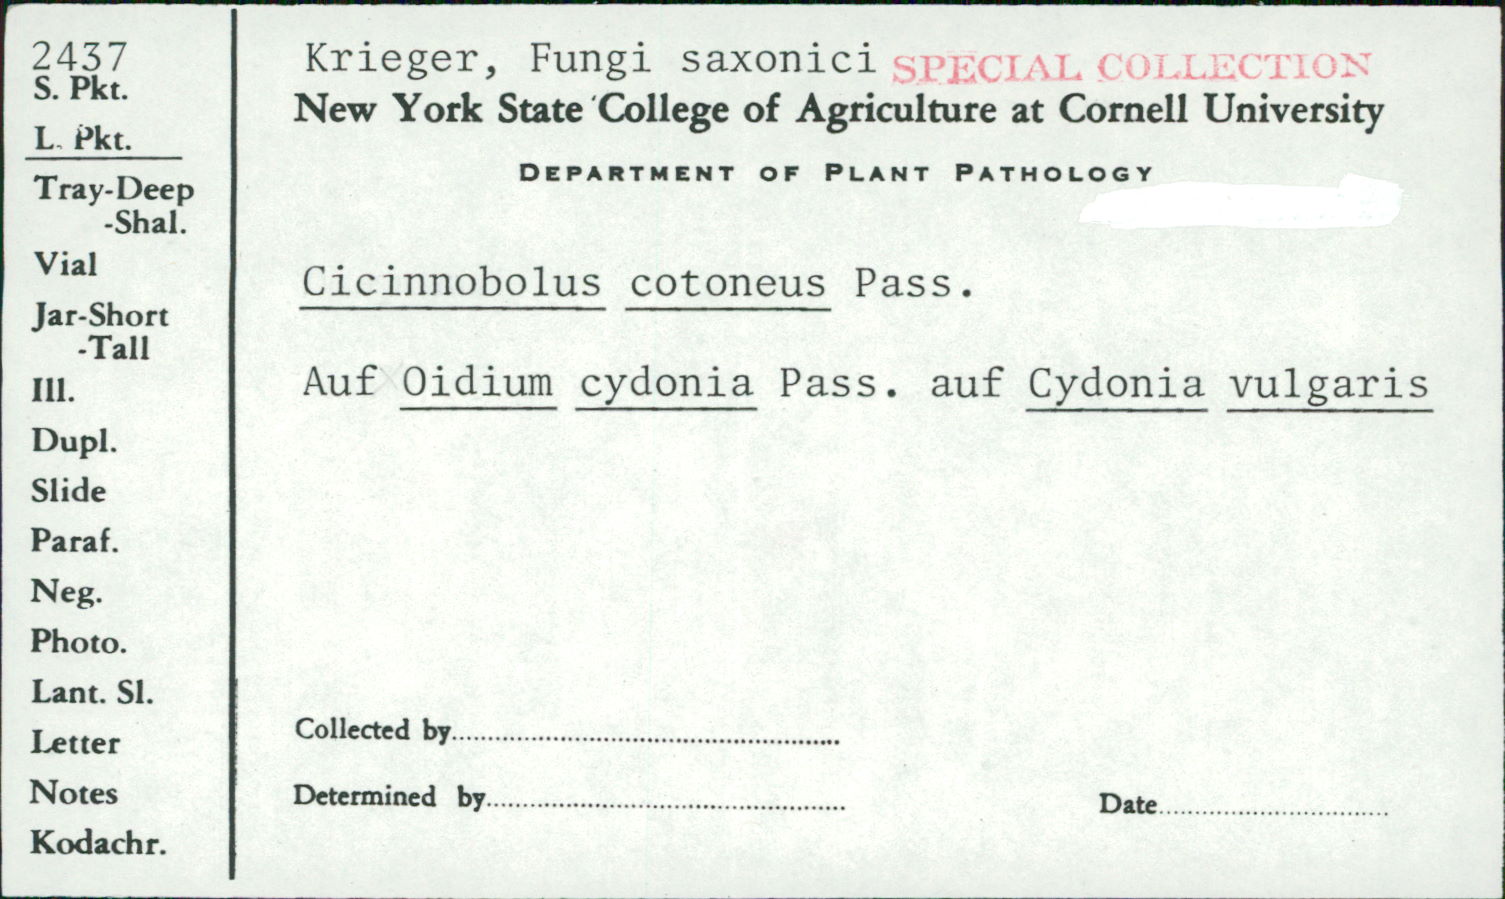 2437
S. Pkt.
L. Pkt.
Tray-Deep
-Shal.
Vial
Jar-Short
-Tall
Ill.
Dupl.
Slide
Paraf.
Neg.
Photo.
Lant. Sl.
Letter
Notes
Kodachr.
Krieger, Fungi saxonici SPECIAL COLLECTION
New York State College of Agriculture at Cornell University
DEPARTMENT OF PLANT PATHOLOGY
Cicinnobolus cotoneus Pass.
Auf Oidium cydonia Pass. auf Cydonia vulgaris
Collected by
Determined by
Date